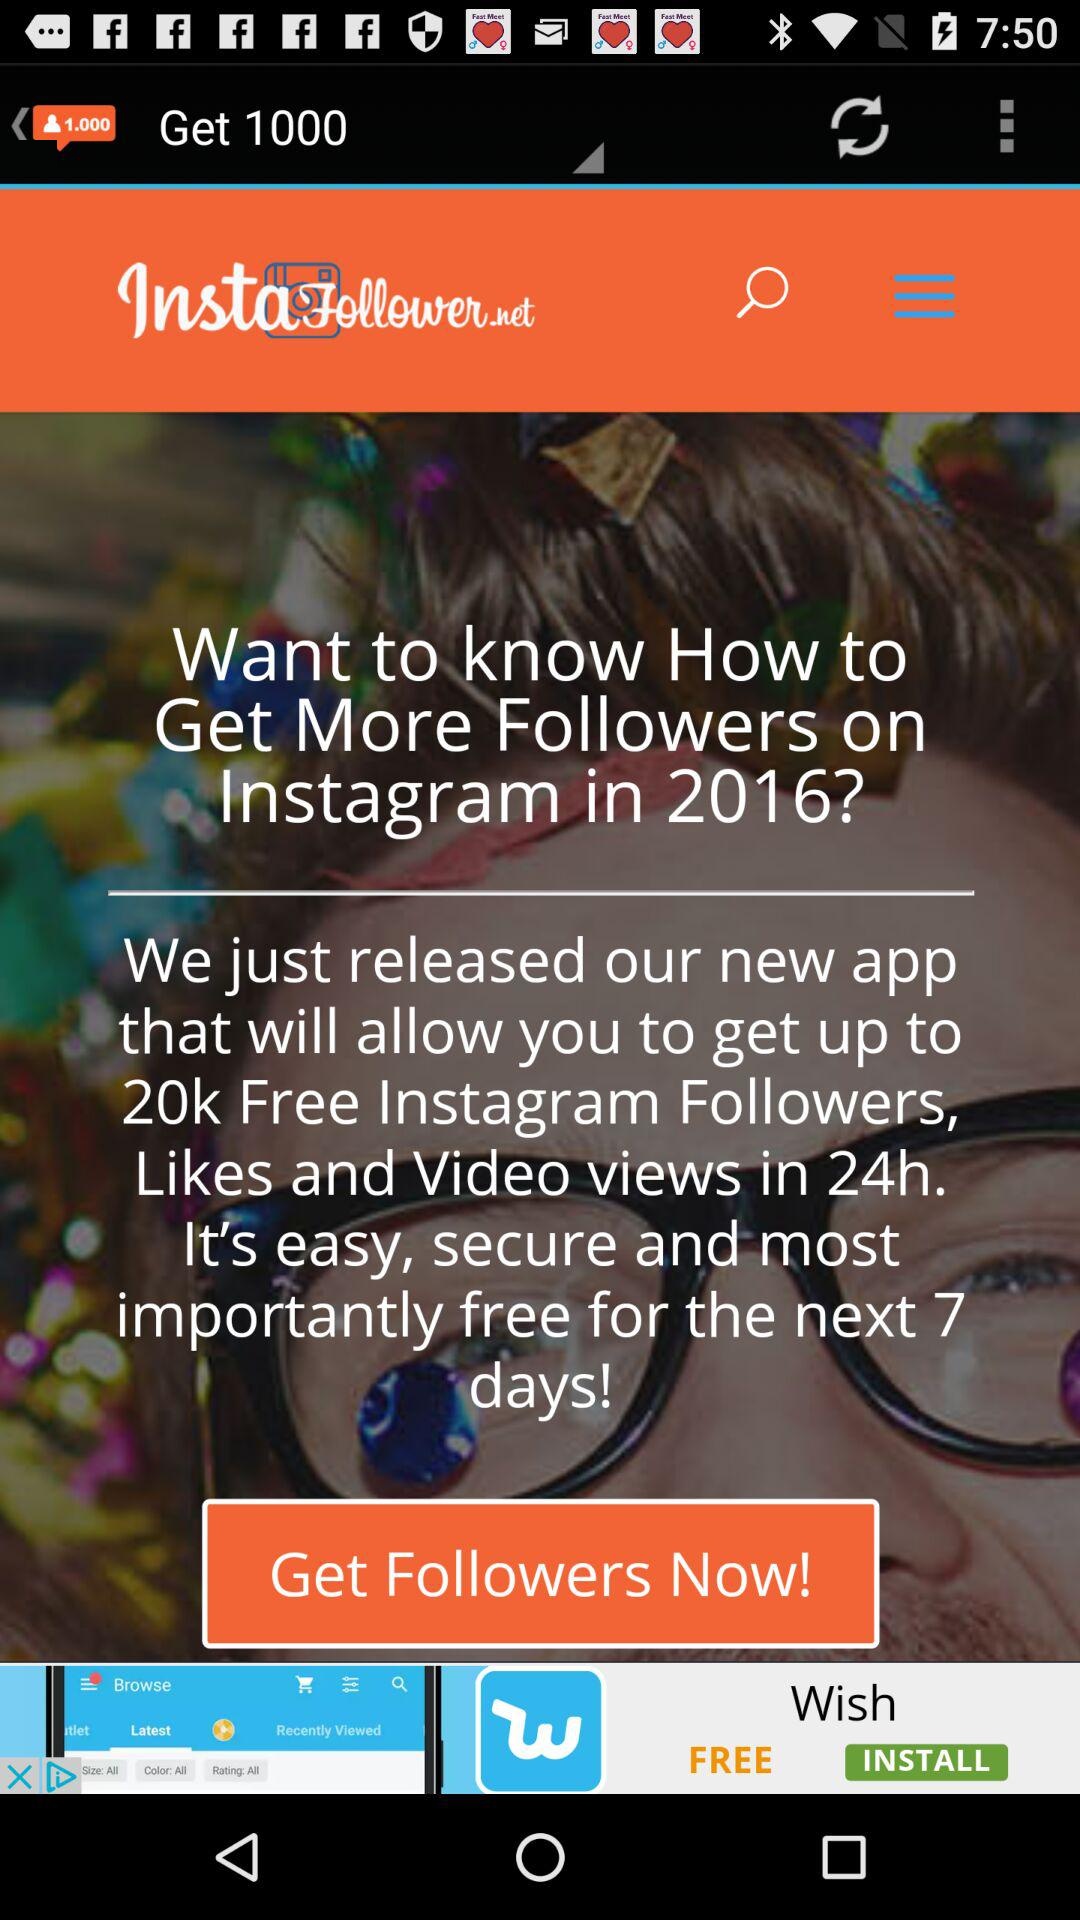 Fast Meet
Fast Meet
Fast Meet
7:50
1.000
Get 1000
InstaFollower.net
Want to know How to
Get More Followers on
Instagram in 2016?
We just released our new app
that will allow you to get up to
20k Free Instagram Followers,
Likes and Video views in 24h.
It’s easy, secure and most
importantly free for the next 7
days!
Get Followers Now!
Browse
utlet
Latest
Recently Viewed
Size: All
Color: All
Rating: All
Wish
FREE
INSTALL